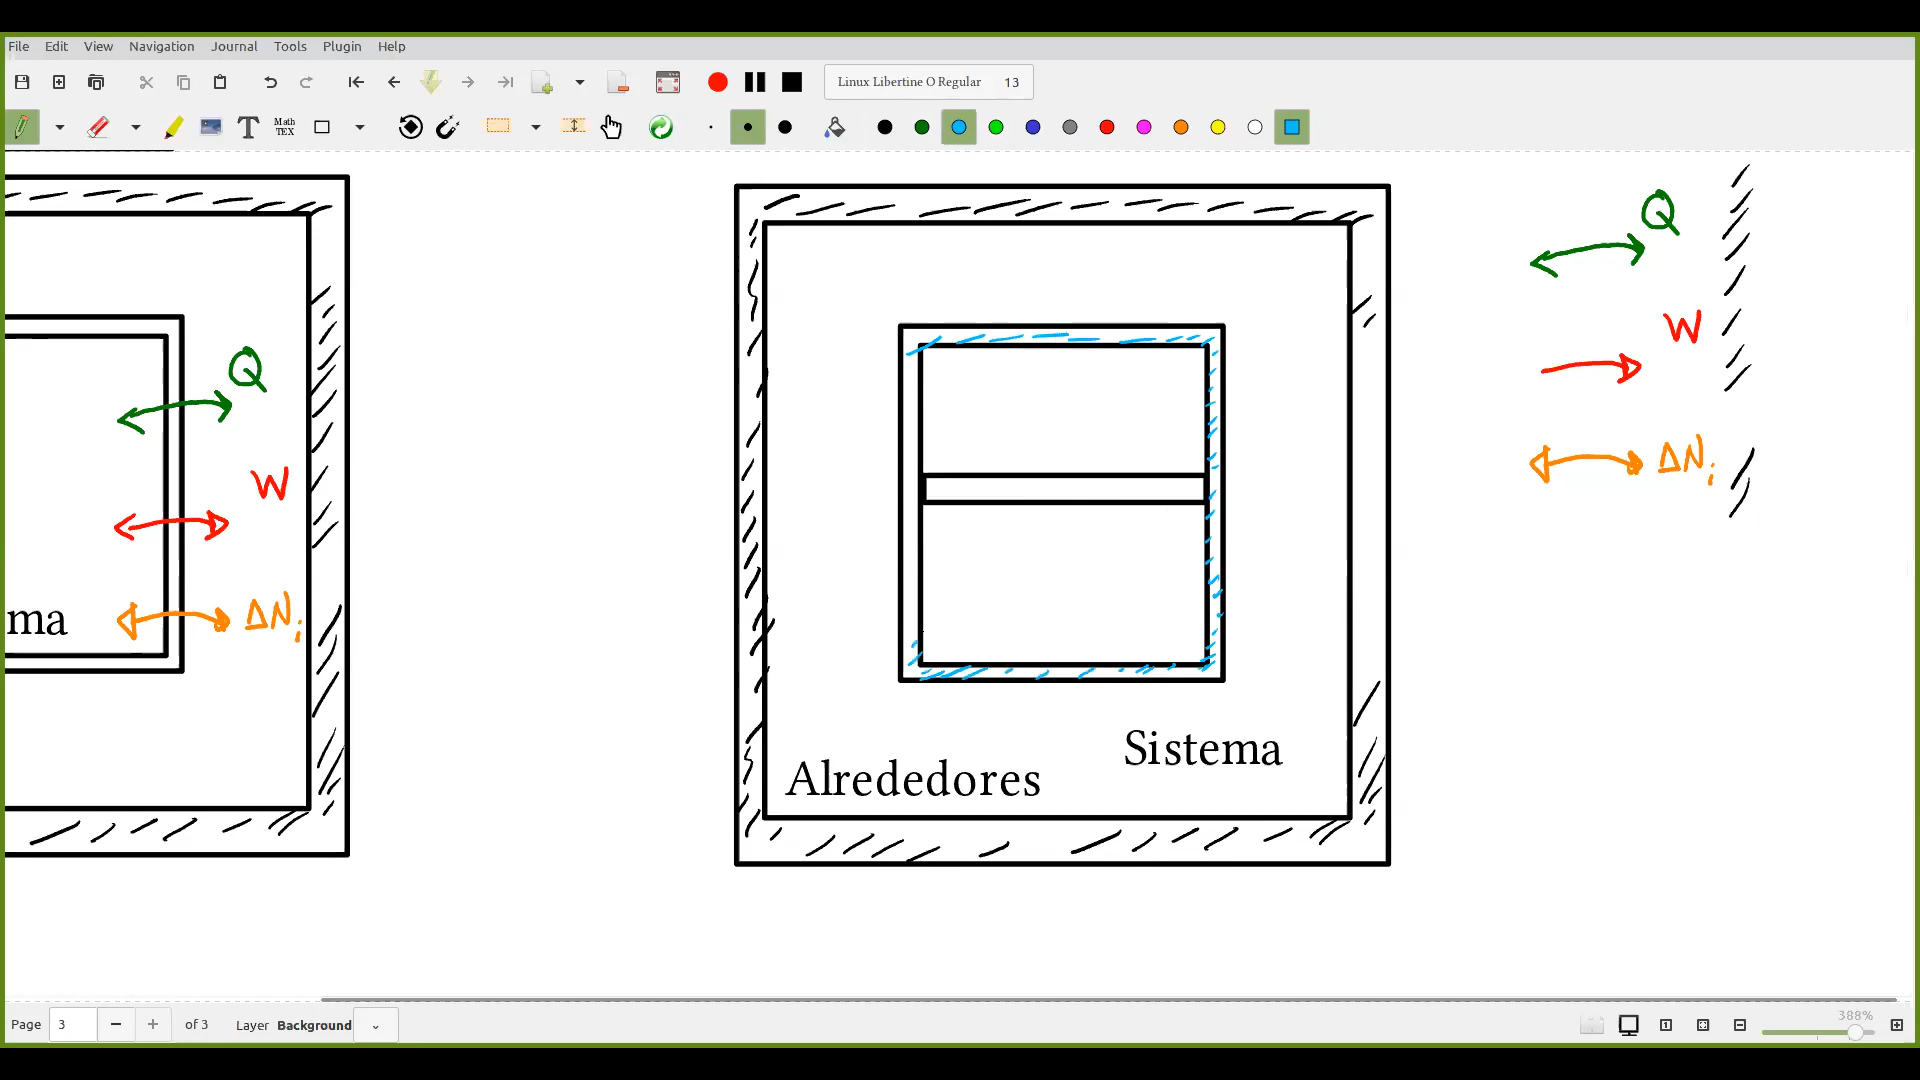 File Edit View Navigation Journal Tools Plugin Help
Linux Libertine O Regular 13
T Math TEX
Q
W
ΔNi
Q
W
ΔNi
ma
Sistema
Alrededores
Page 3 of 3 Layer Background 388%